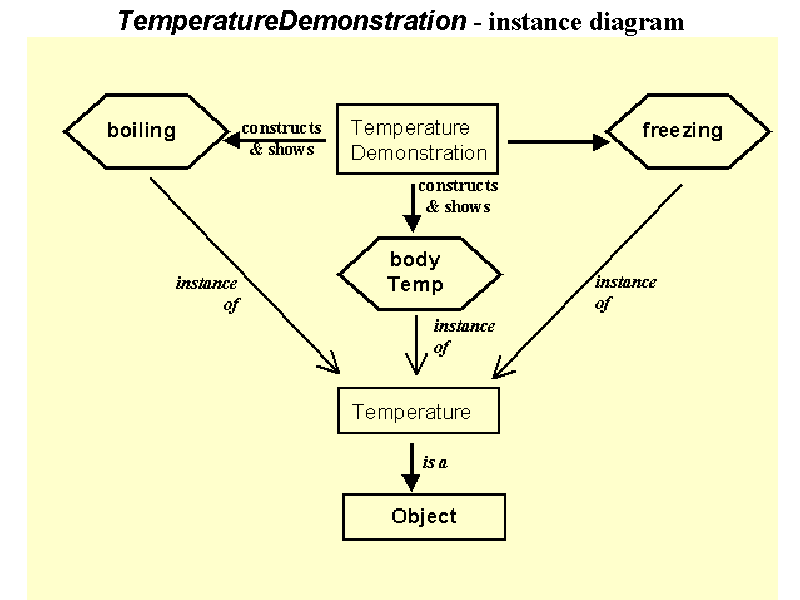 TemperatureDemonstration - instance diagram
boiling
constructs
& shows
Temperature
Demonstration
freezing
constructs
& shows
body
Temp
instance
of
instance
of
instance
of
Temperature
is a
Object